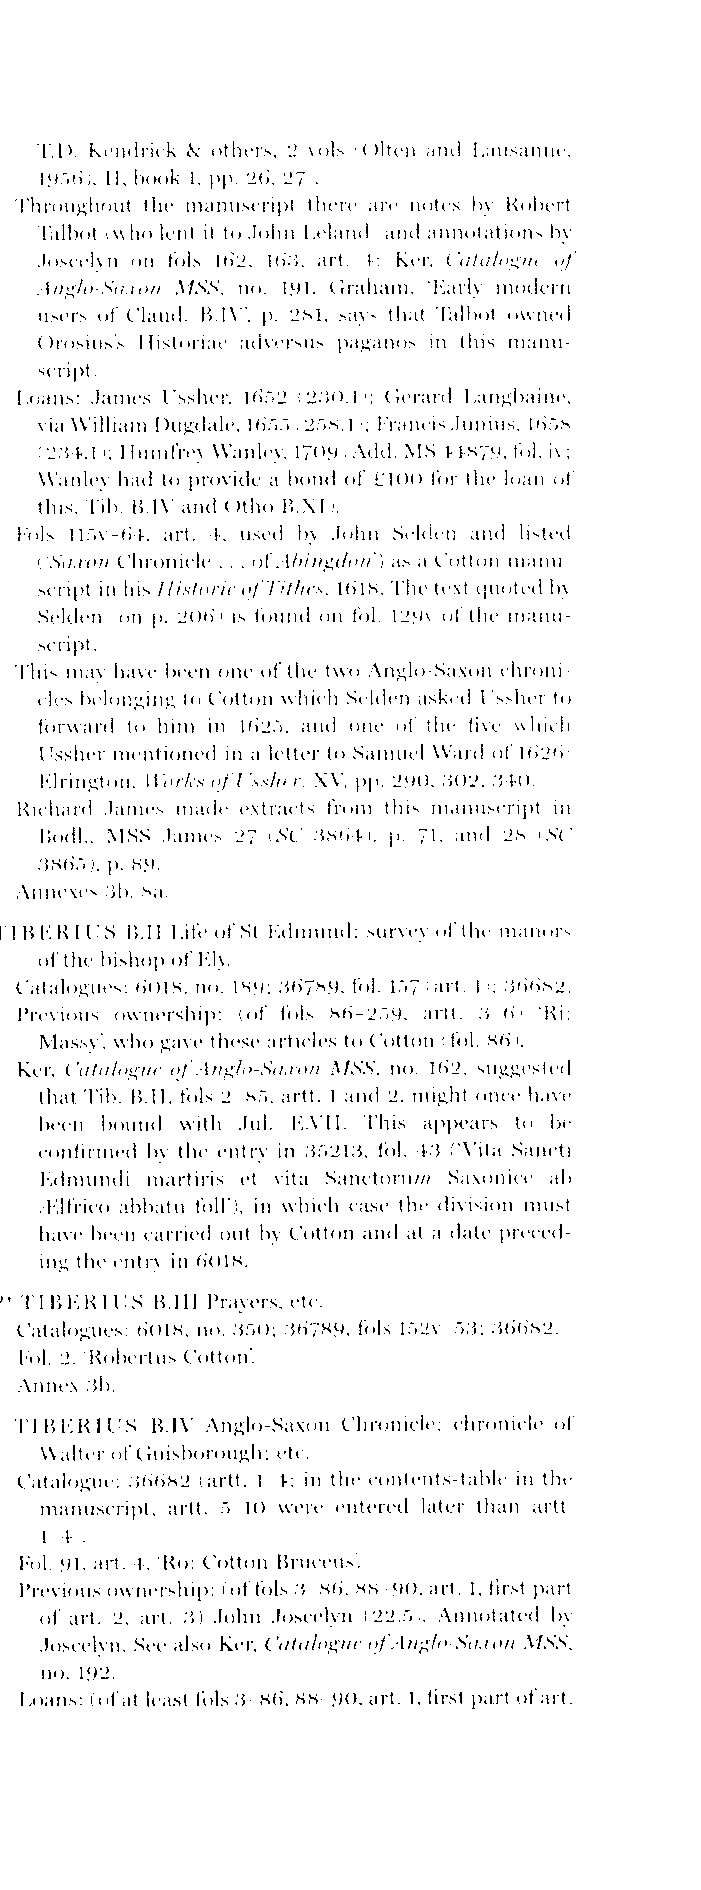 T.D. Kendrick & others, 2 vols (Olten and Lausanne,
1956), II, book 1, pp. 26, 27).
Throughout the manuscript there are notes by Robert
Talbot (who lent it to John Leland) and annotations by
Joscelyn on fols 162, 163, art. 4: Ker, Catalogue of
Anglo-Saxon MSS, no. 191. Graham, 'Early modern
users of Claud. B.IV', p. 281, says that Talbot owned
Orosius's Historiae adversus paganos in this manu-
script.
Loans: James Ussher, 1652 (230.1); Gerard Langbaine,
via William Dugdale, 1655 (258.1); Francis Junius, 1658
(234.1); Humfrey Wanley, 1709 (Add. MS 44879, fol. iv;
Wanley had to provide a bond of £100 for the loan of
this, Tib. B.IV and Otho B.XI).
Fols 115v–64, art. 4, used by John Selden and listed
('Saxon Chronicle . . . of Abingdon') as a Cotton manu-
script in his Historie of Tithes, 1618. The text quoted by
Selden (on p. 206) is found on fol. 129v of the manu-
script.
This may have been one of the two Anglo-Saxon chroni-
cles belonging to Cotton which Selden asked Ussher to
forward to him in 1625, and one of the five which
Ussher mentioned in a letter to Samuel Ward of 1626:
Elrington, Works of Ussher, XV, pp. 290, 302, 340.
Richard James made extracts from this manuscript in
Bodl., MSS James 27 (SC 3864), p. 71, and 28 (SC
3865), p. 89.
Annexes 3b, 8a.
TIBERIUS B.II Life of St Edmund; survey of the manors
of the bishop of Ely.
Catalogues: 6018, no. 189; 36789, fol. 157 (art. 1); 36682.
Previous ownership: (of fols 86–259, artt. 3–6) 'Ri:
Massy', who gave these articles to Cotton (fol. 86).
Ker, Catalogue of Anglo-Saxon MSS, no. 162, suggested
that Tib. B.II, fols 2–85, artt. 1 and 2, might once have
been bound with Jul. E.VII. This appears to be
confirmed by the entry in 35213, fol. 43 ('Vita Sancti
Edmundi martiris et vita Sanctorum Saxonice ab
Ælfrico abbatu foll'), in which case the division must
have been carried out by Cotton and at a date preced-
ing the entry in 6018.
TIBERIUS B.III Prayers, etc.
Catalogues: 6018, no. 350; 36789, fols 152v–53; 36682.
Fol. 2, 'Robertus Cotton'.
Annex 3b.
TIBERIUS B.IV Anglo-Saxon Chronicle; chronicle of
Walter of Guisborough; etc.
Catalogue: 36682 (artt. 1–4; in the contents-table in the
manuscript, artt. 5–10 were entered later than artt.
1–4).
Fol. 91, art. 4, 'Ro: Cotton Bruceus'.
Previous ownership: (of fols 3–86, 88–90, art. 1, first part
of art. 2, art. 3) John Joscelyn (22.5). Annotated by
Joscelyn. See also Ker, Catalogue of Anglo-Saxon MSS,
no. 192.
Loans: (of at least fols 3–86, 88–90, art. 1, first part of art.